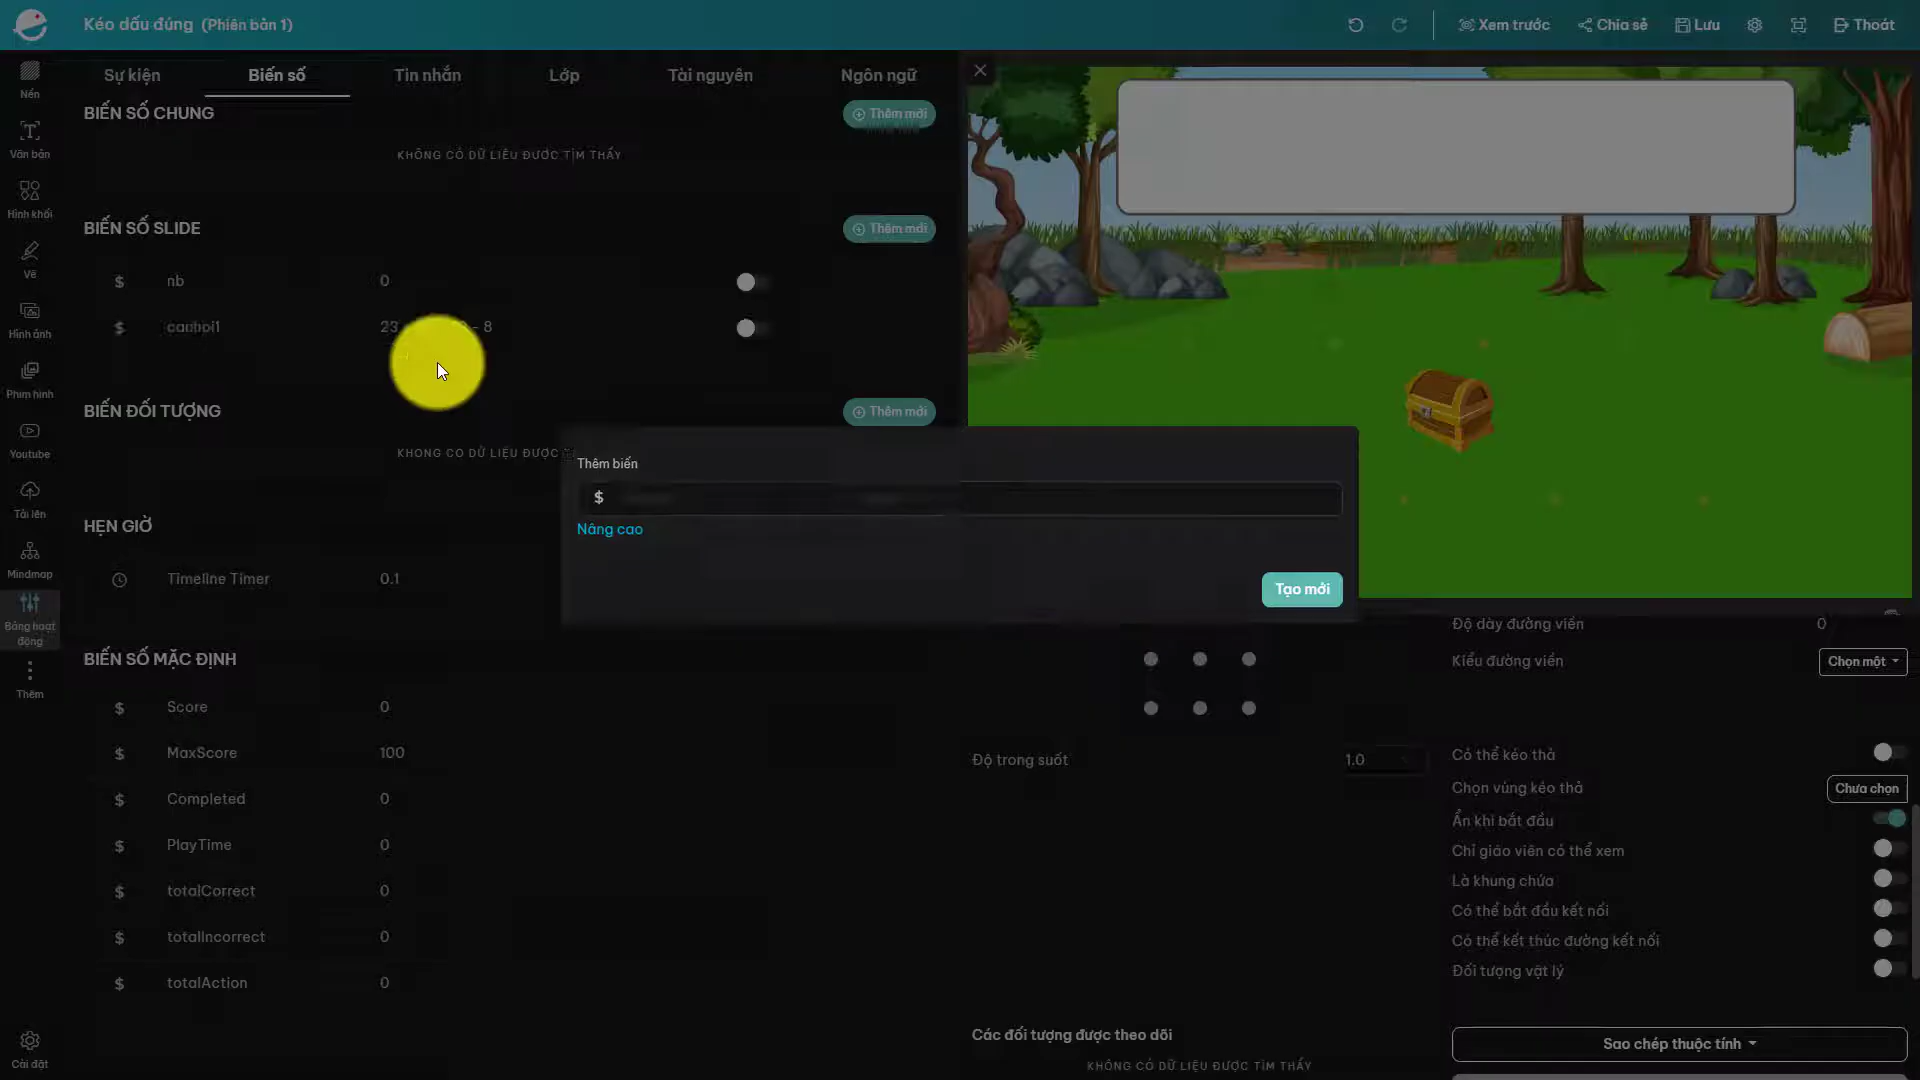 Kéo dấu đúng (Phiên bản 1)
Xem trước
Chia sẻ
Lưu
Thoát
Nền
Văn bản
Hình khối
Vẽ
Hình ảnh
Phim hình
Youtube
Tải lên
Mindmap
Bảng hoạt động
Thêm
Cài đặt
Sự kiện
Biến số
Tin nhắn
Lớp
Tài nguyên
Ngôn ngữ
BIẾN SỐ CHUNG
Thêm mới
KHÔNG CÓ DỮ LIỆU ĐƯỢC TÌM THẤY
BIẾN SỐ SLIDE
Thêm mới
$ nb 0
$ cauhoi1 23 - 8
BIẾN ĐỐI TƯỢNG
Thêm mới
KHÔNG CÓ DỮ LIỆU ĐƯỢC
Thêm biến
$
Nâng cao
Tạo mới
HẸN GIỜ
Timeline Timer 0.1
BIẾN SỐ MẶC ĐỊNH
$ Score 0
$ MaxScore 100
$ Completed 0
$ PlayTime 0
$ totalCorrect 0
$ totalIncorrect 0
$ totalAction 0
Độ trong suốt 1.0
Các đối tượng được theo dõi
KHÔNG CÓ DỮ LIỆU ĐƯỢC TÌM THẤY
Độ dày đường viền 0
Kiểu đường viền Chọn một
Có thể kéo thả
Chọn vùng kéo thả Chưa chọn
Ẩn khi bắt đầu
Chỉ giáo viên có thể xem
Là khung chứa
Có thể bắt đầu kết nối
Có thể kết thúc đường kết nối
Đối tượng vật lý
Sao chép thuộc tính